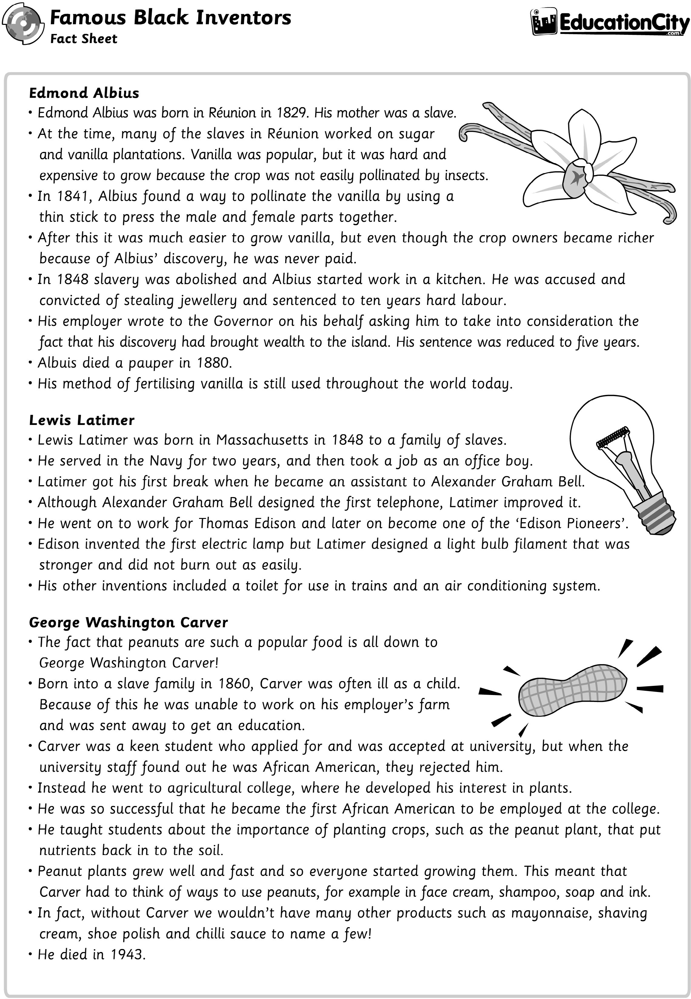 Famous Black Inventors
Fact Sheet
EducationCity
.com
Edmond Albius
• Edmond Albius was born in Réunion in 1829. His mother was a slave.
• At the time, many of the slaves in Réunion worked on sugar
and vanilla plantations. Vanilla was popular, but it was hard and
expensive to grow because the crop was not easily pollinated by insects.
• In 1841, Albius found a way to pollinate the vanilla by using a
thin stick to press the male and female parts together.
• After this it was much easier to grow vanilla, but even though the crop owners became richer
because of Albius’ discovery, he was never paid.
• In 1848 slavery was abolished and Albius started work in a kitchen. He was accused and
convicted of stealing jewellery and sentenced to ten years hard labour.
• His employer wrote to the Governor on his behalf asking him to take into consideration the
fact that his discovery had brought wealth to the island. His sentence was reduced to five years.
• Albuis died a pauper in 1880.
• His method of fertilising vanilla is still used throughout the world today.
Lewis Latimer
• Lewis Latimer was born in Massachusetts in 1848 to a family of slaves.
• He served in the Navy for two years, and then took a job as an office boy.
• Latimer got his first break when he became an assistant to Alexander Graham Bell.
• Although Alexander Graham Bell designed the first telephone, Latimer improved it.
• He went on to work for Thomas Edison and later on become one of the ‘Edison Pioneers’.
• Edison invented the first electric lamp but Latimer designed a light bulb filament that was
stronger and did not burn out as easily.
• His other inventions included a toilet for use in trains and an air conditioning system.
George Washington Carver
• The fact that peanuts are such a popular food is all down to
George Washington Carver!
• Born into a slave family in 1860, Carver was often ill as a child.
Because of this he was unable to work on his employer’s farm
and was sent away to get an education.
• Carver was a keen student who applied for and was accepted at university, but when the
university staff found out he was African American, they rejected him.
• Instead he went to agricultural college, where he developed his interest in plants.
• He was so successful that he became the first African American to be employed at the college.
• He taught students about the importance of planting crops, such as the peanut plant, that put
nutrients back in to the soil.
• Peanut plants grew well and fast and so everyone started growing them. This meant that
Carver had to think of ways to use peanuts, for example in face cream, shampoo, soap and ink.
• In fact, without Carver we wouldn’t have many other products such as mayonnaise, shaving
cream, shoe polish and chilli sauce to name a few!
• He died in 1943.